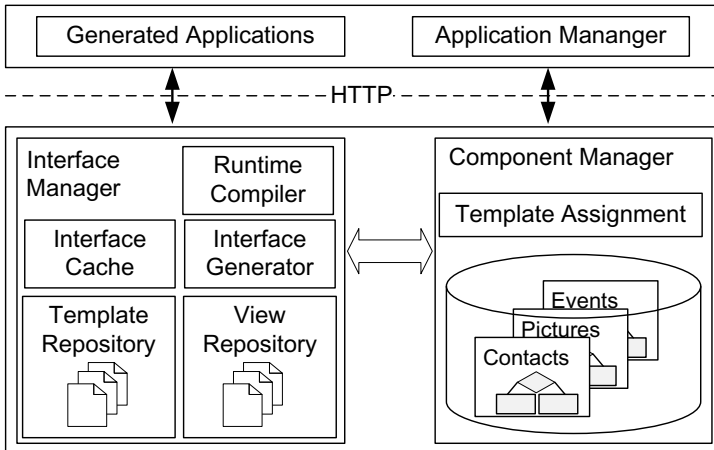 Generated Applications
Application Mananger
HTTP
Interface
Manager
Runtime
Compiler
Interface
Cache
Interface
Generator
Template
Repository
View
Repository
Component Manager
Template Assignment
Events
Pictures
Contacts